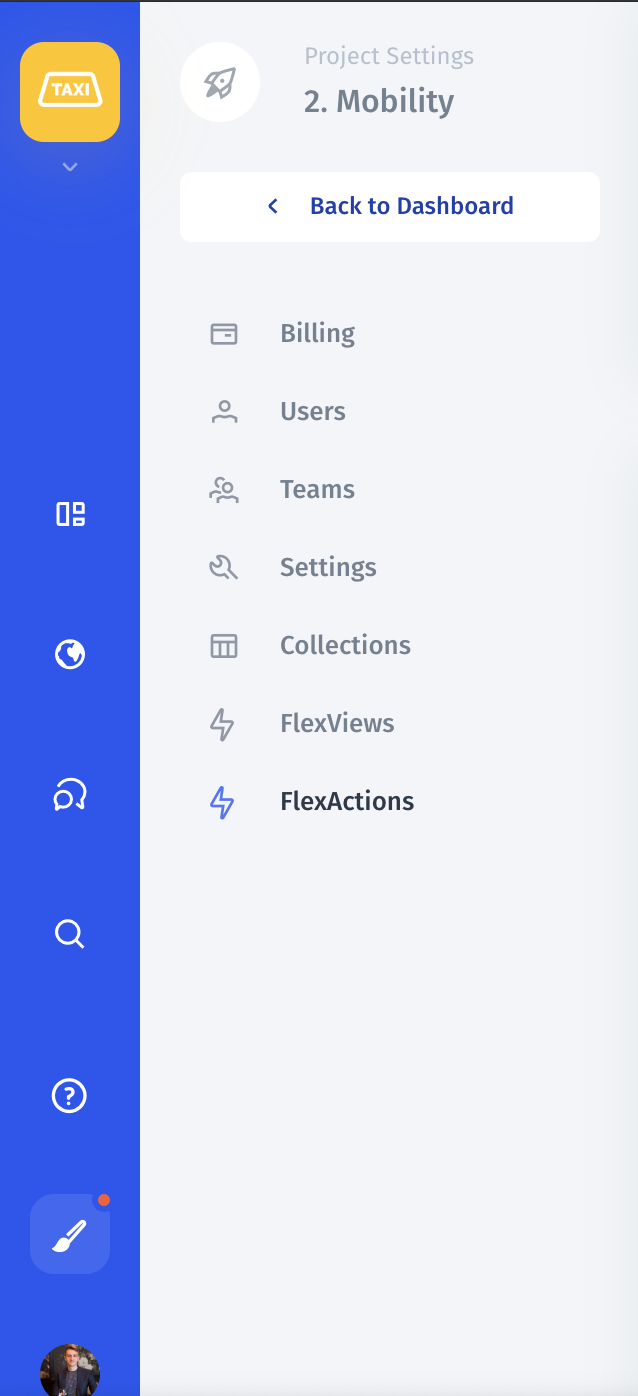 TAXI
Project Settings
2. Mobility
Back to Dashboard
Billing
Users
Teams
Settings
Collections
FlexViews
FlexActions